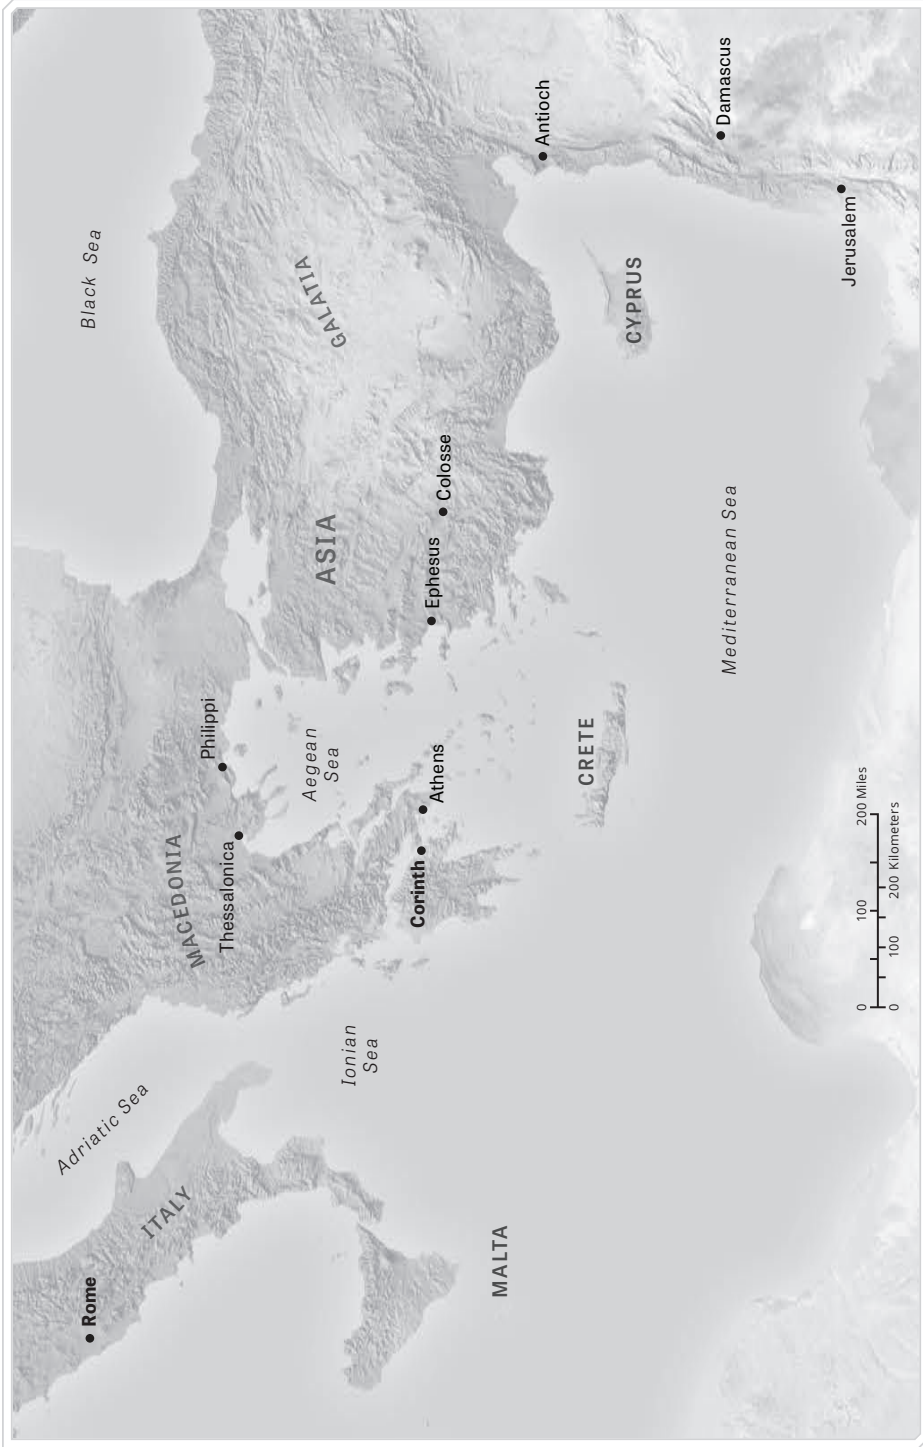 Black Sea
Adriatic Sea
Rome
ITALY
MACEDONIA
Thessalonica
Philippi
GALATIA
Aegean
Sea
ASIA
Ionian
Sea
Corinth
Athens
Ephesus
Colosse
Antioch
MALTA
CRETE
CYPRUS
Damascus
Mediterranean Sea
Jerusalem
0 100 200 Miles
0 100 200 Kilometers